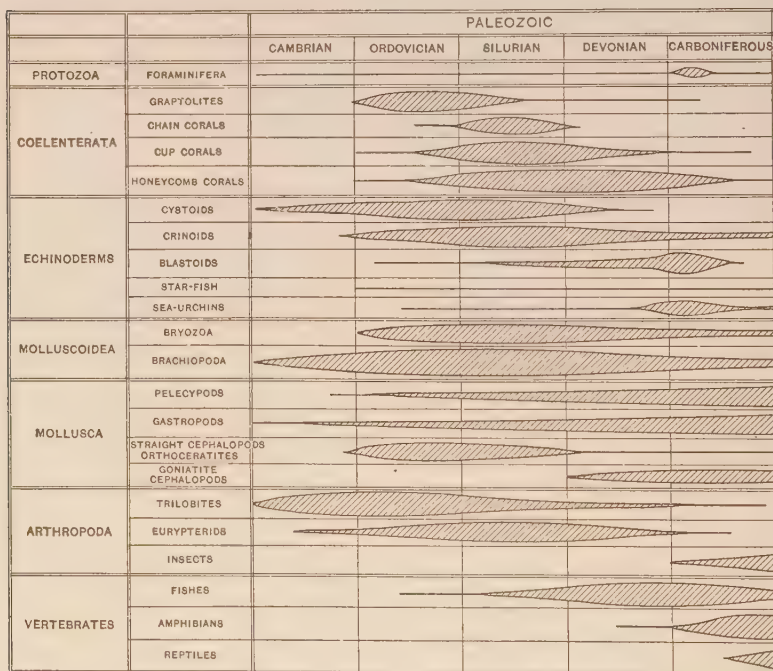 PALEOZOIC
CAMBRIAN ORDOVICIAN SILURIAN DEVONIAN CARBONIFEROUS
PROTOZOA FORAMINIFERA
COELENTERATA
GRAPTOLITES
CHAIN CORALS
CUP CORALS
HONEYCOMB CORALS
ECHINODERMS
CYSTOIDS
CRINOIDS
BLASTOIDS
STAR-FISH
SEA-URCHINS
MOLLUSCOIDEA
BRYOZOA
BRACHIOPODA
MOLLUSCA
PELECYPODS
GASTROPODS
STRAIGHT CEPHALOPODS
ORTHOCERATITES
GONIATITE
CEPHALOPODS
ARTHROPODA
TRILOBITES
EURYPTERIDS
INSECTS
VERTEBRATES
FISHES
AMPHIBIANS
REPTILES